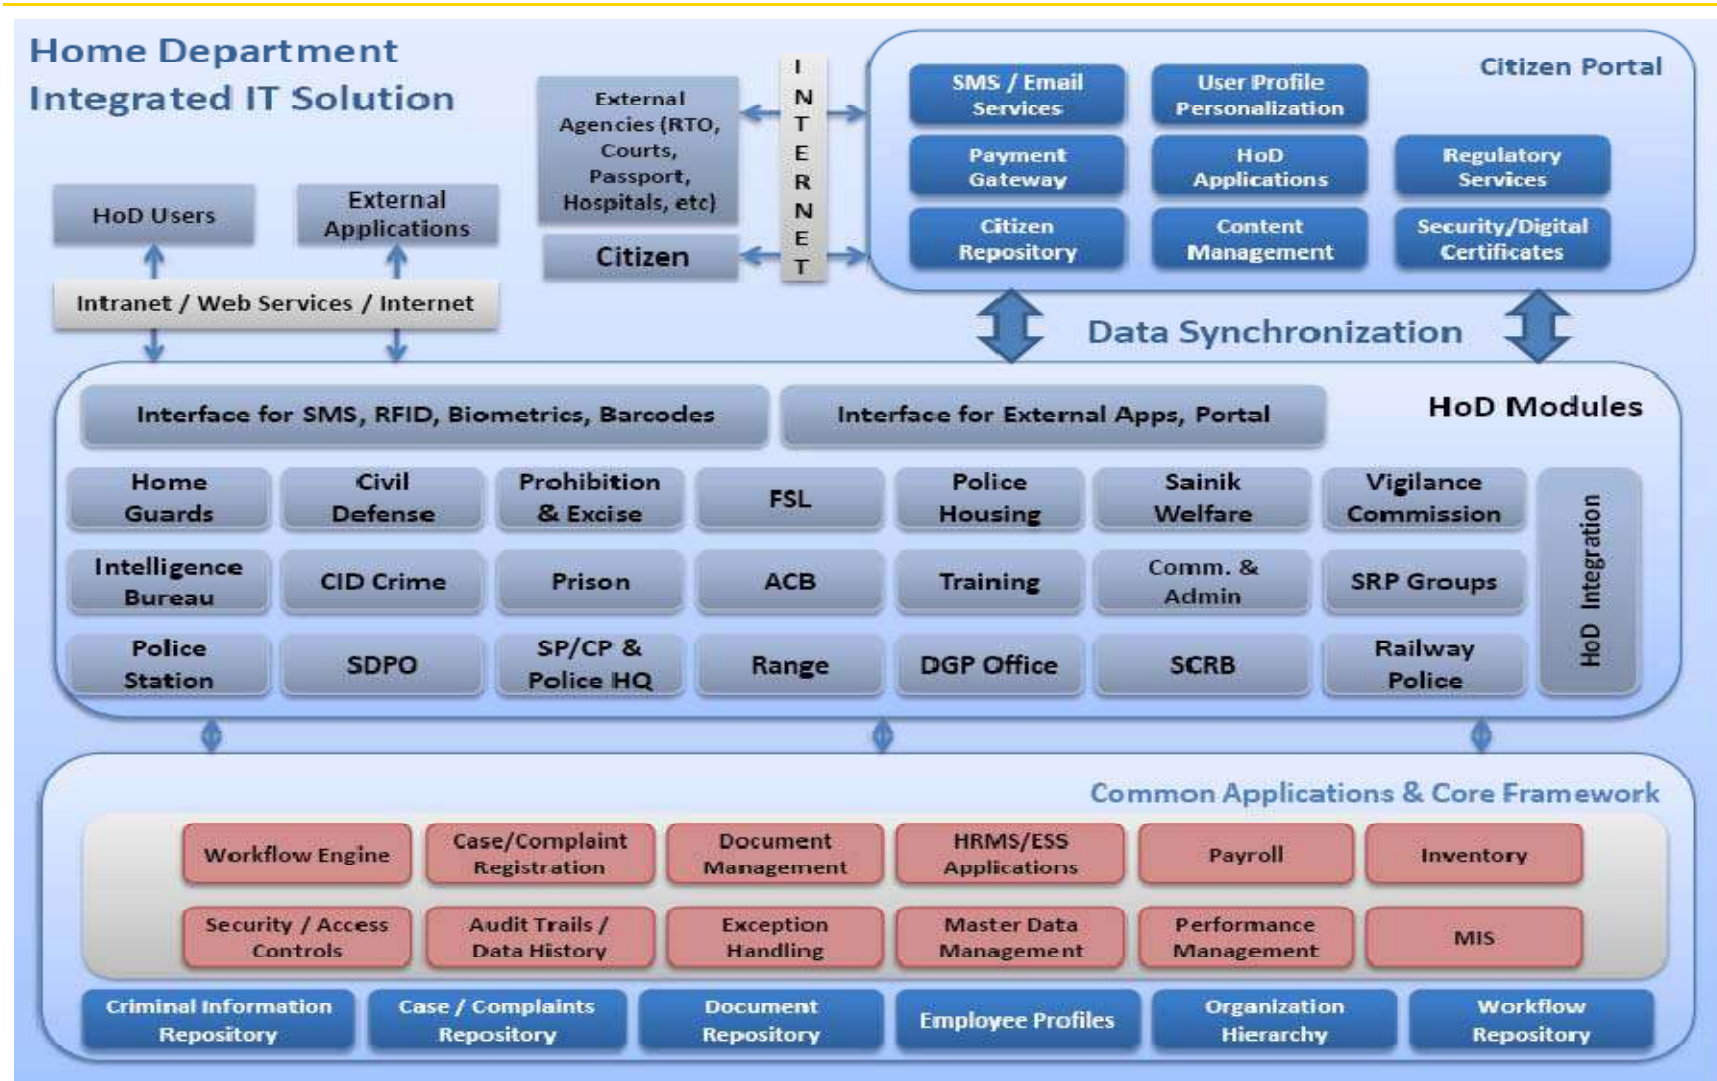 Home Department
Integrated IT Solution
External
Agencies (RTO,
Courts,
Passport,
Hospitals, etc)
Citizen
I
N
T
E
R
N
E
T
Citizen Portal
SMS / Email
Services
User Profile
Personalization
Payment
Gateway
HoD
Applications
Regulatory
Services
Citizen
Repository
Content
Management
Security/Digital
Certificates
HoD Users
External
Applications
Intranet / Web Services / Internet
Data Synchronization
HoD Modules
Interface for SMS, RFID, Biometrics, Barcodes
Interface for External Apps, Portal
Home
Guards
Civil
Defense
Prohibition
& Excise
FSL
Police
Housing
Sainik
Welfare
Vigilance
Commission
Intelligence
Bureau
CID Crime
Prison
ACB
Training
Comm. &
Admin
SRP Groups
Police
Station
SDPO
SP/CP &
Police HQ
Range
DGP Office
SCRB
Railway
Police
HoD Integration
Common Applications & Core Framework
Workflow Engine
Case/Complaint
Registration
Document
Management
HRMS/ESS
Applications
Payroll
Inventory
Security / Access
Controls
Audit Trails /
Data History
Exception
Handling
Master Data
Management
Performance
Management
MIS
Criminal Information
Repository
Case / Complaints
Repository
Document
Repository
Employee Profiles
Organization
Hierarchy
Workflow
Repository